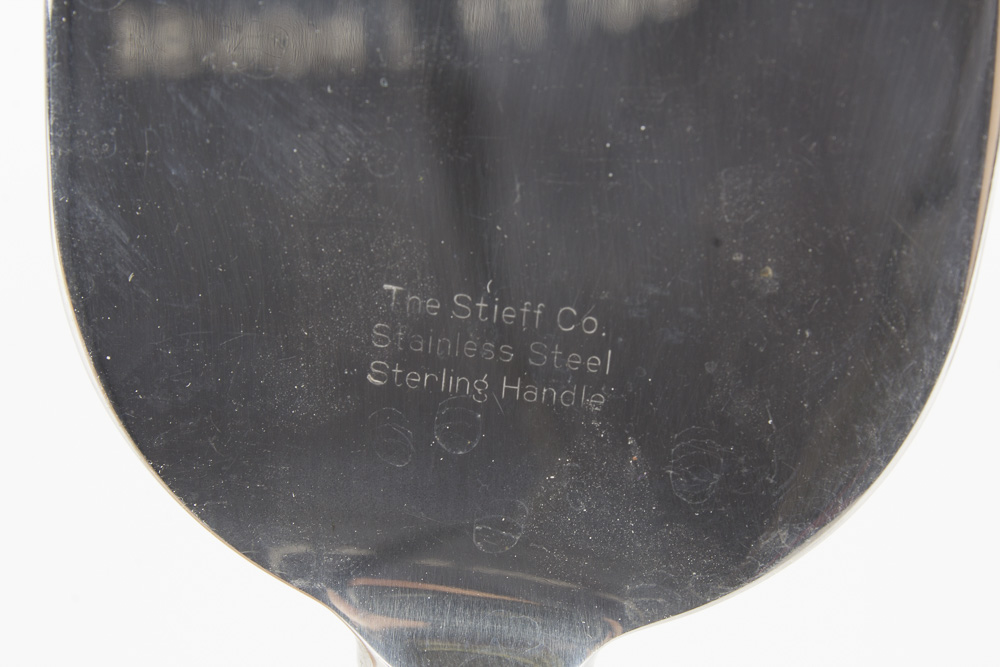 The Stieff Co.
Stainless Steel
Sterling Handle